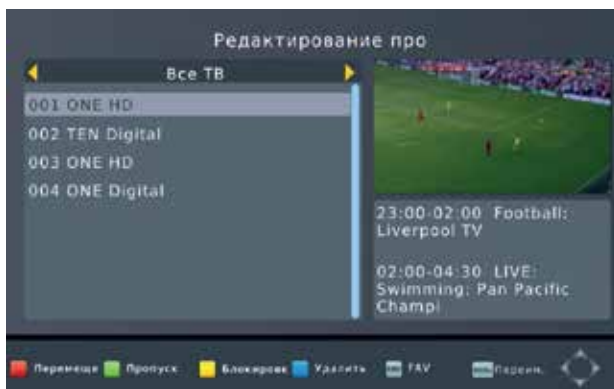 Редактирование про
Все ТВ
001 ONE HD
002 TEN Digital
003 ONE HD
004 ONE Digital
23:00-02:00 Football:
Liverpool TV
02:00-04:30 LIVE:
Swimming: Pan Pacific
Champi
Перемеще Пропуск Блокировк Удалить FAV Переим.